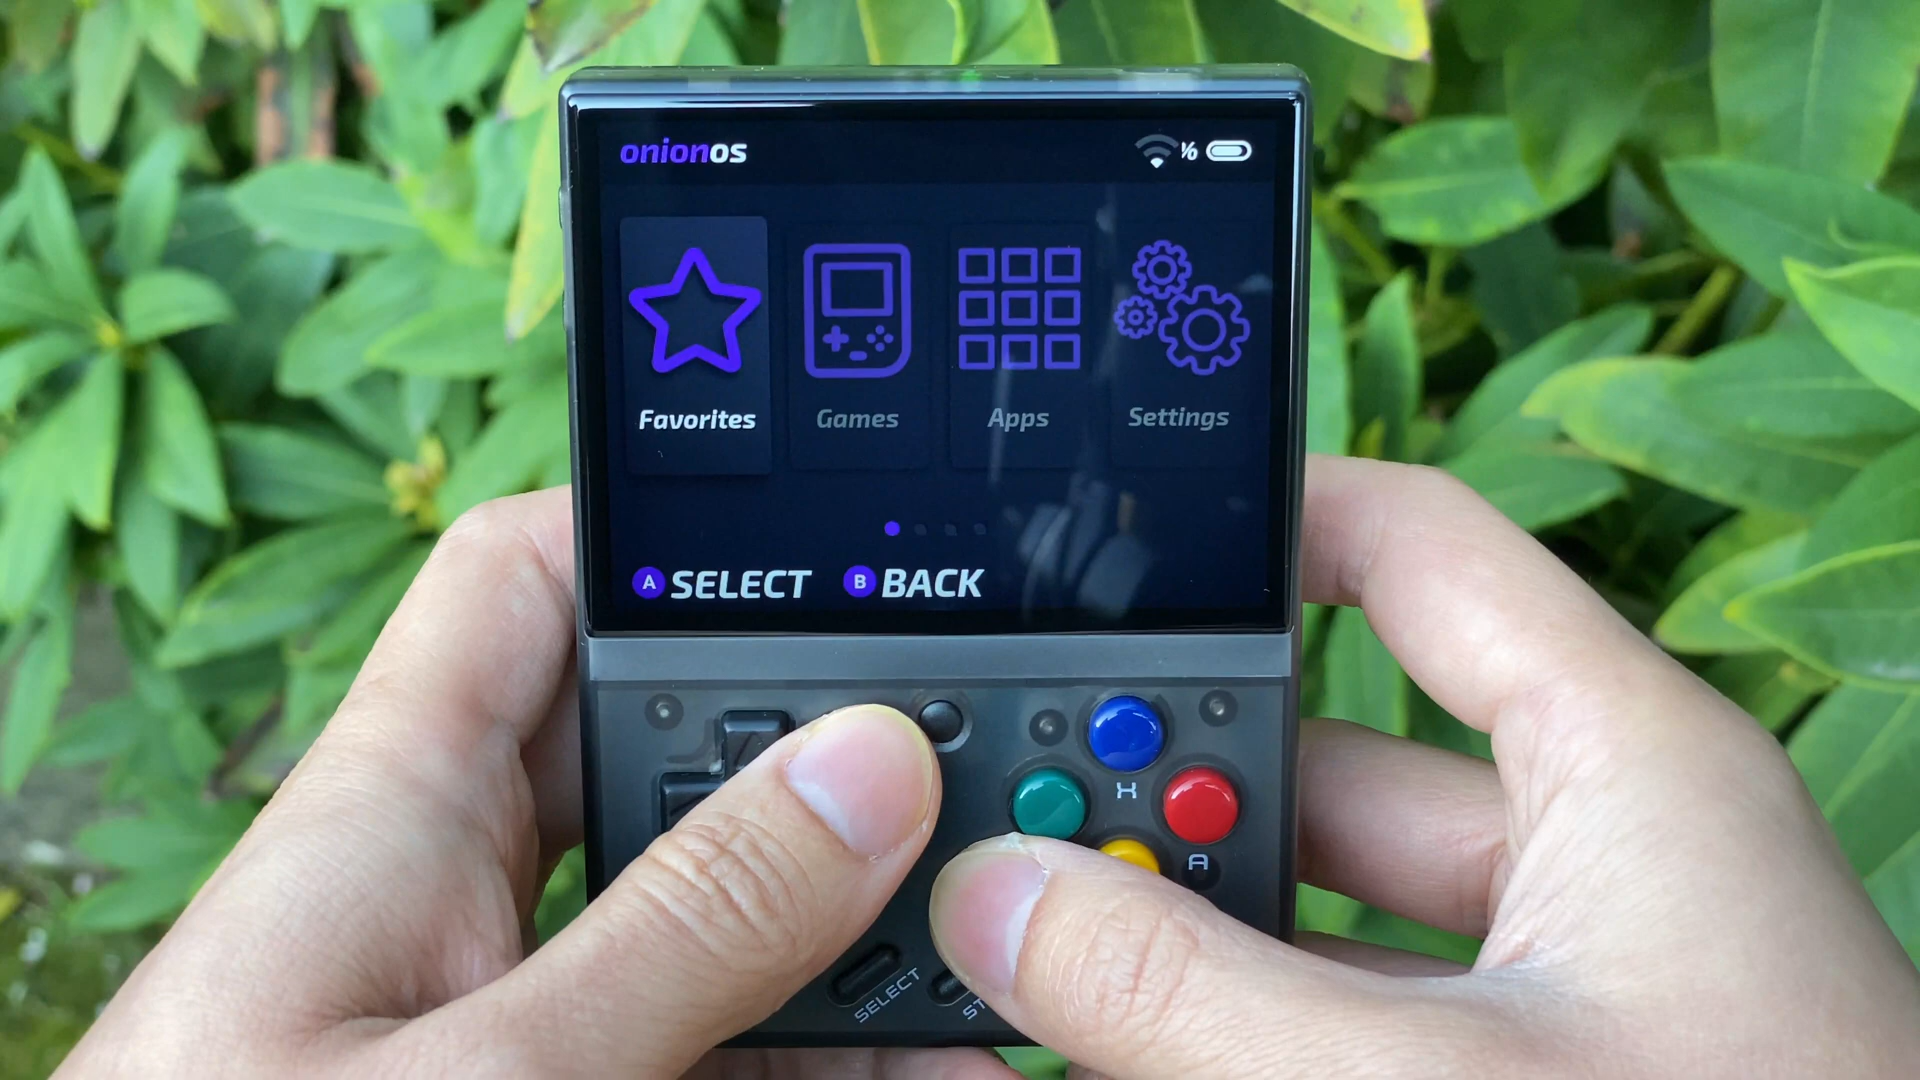 onionos
Favorites Games Apps Settings
A SELECT B BACK
X
A
SELECT